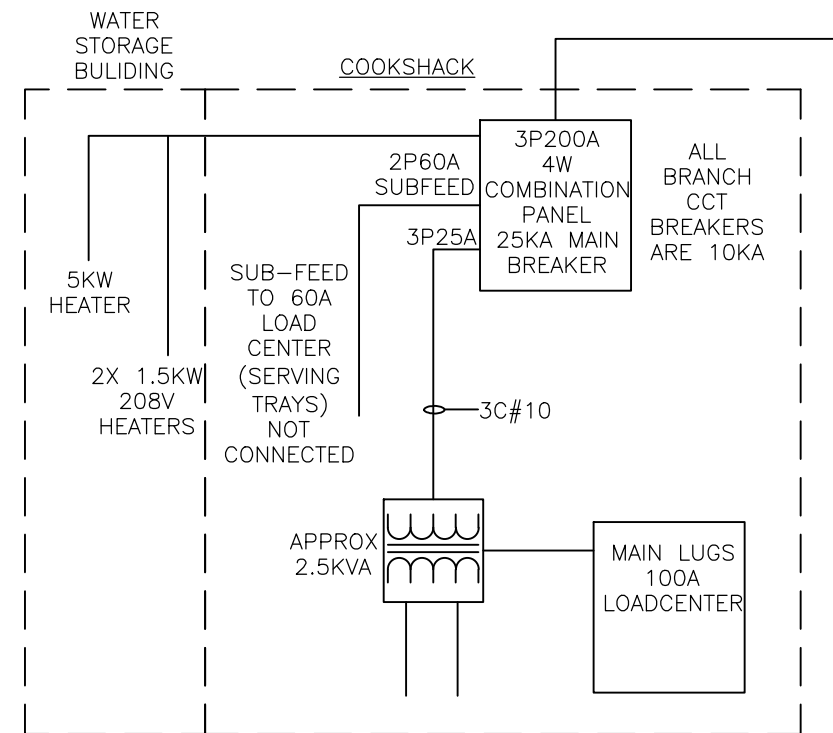 WATER
STORAGE
BULIDING
COOKSHACK
3P200A
4W
COMBINATION
PANEL
25KA MAIN
BREAKER
ALL
BRANCH
CCT
BREAKERS
ARE 10KA
2P60A
SUBFEED
3P25A
5KW
HEATER
2X 1.5KW
208V
HEATERS
SUB-FEED
TO 60A
LOAD
CENTER
(SERVING
TRAYS)
NOT
CONNECTED
3C#10
APPROX
2.5KVA
MAIN LUGS
100A
LOADCENTER